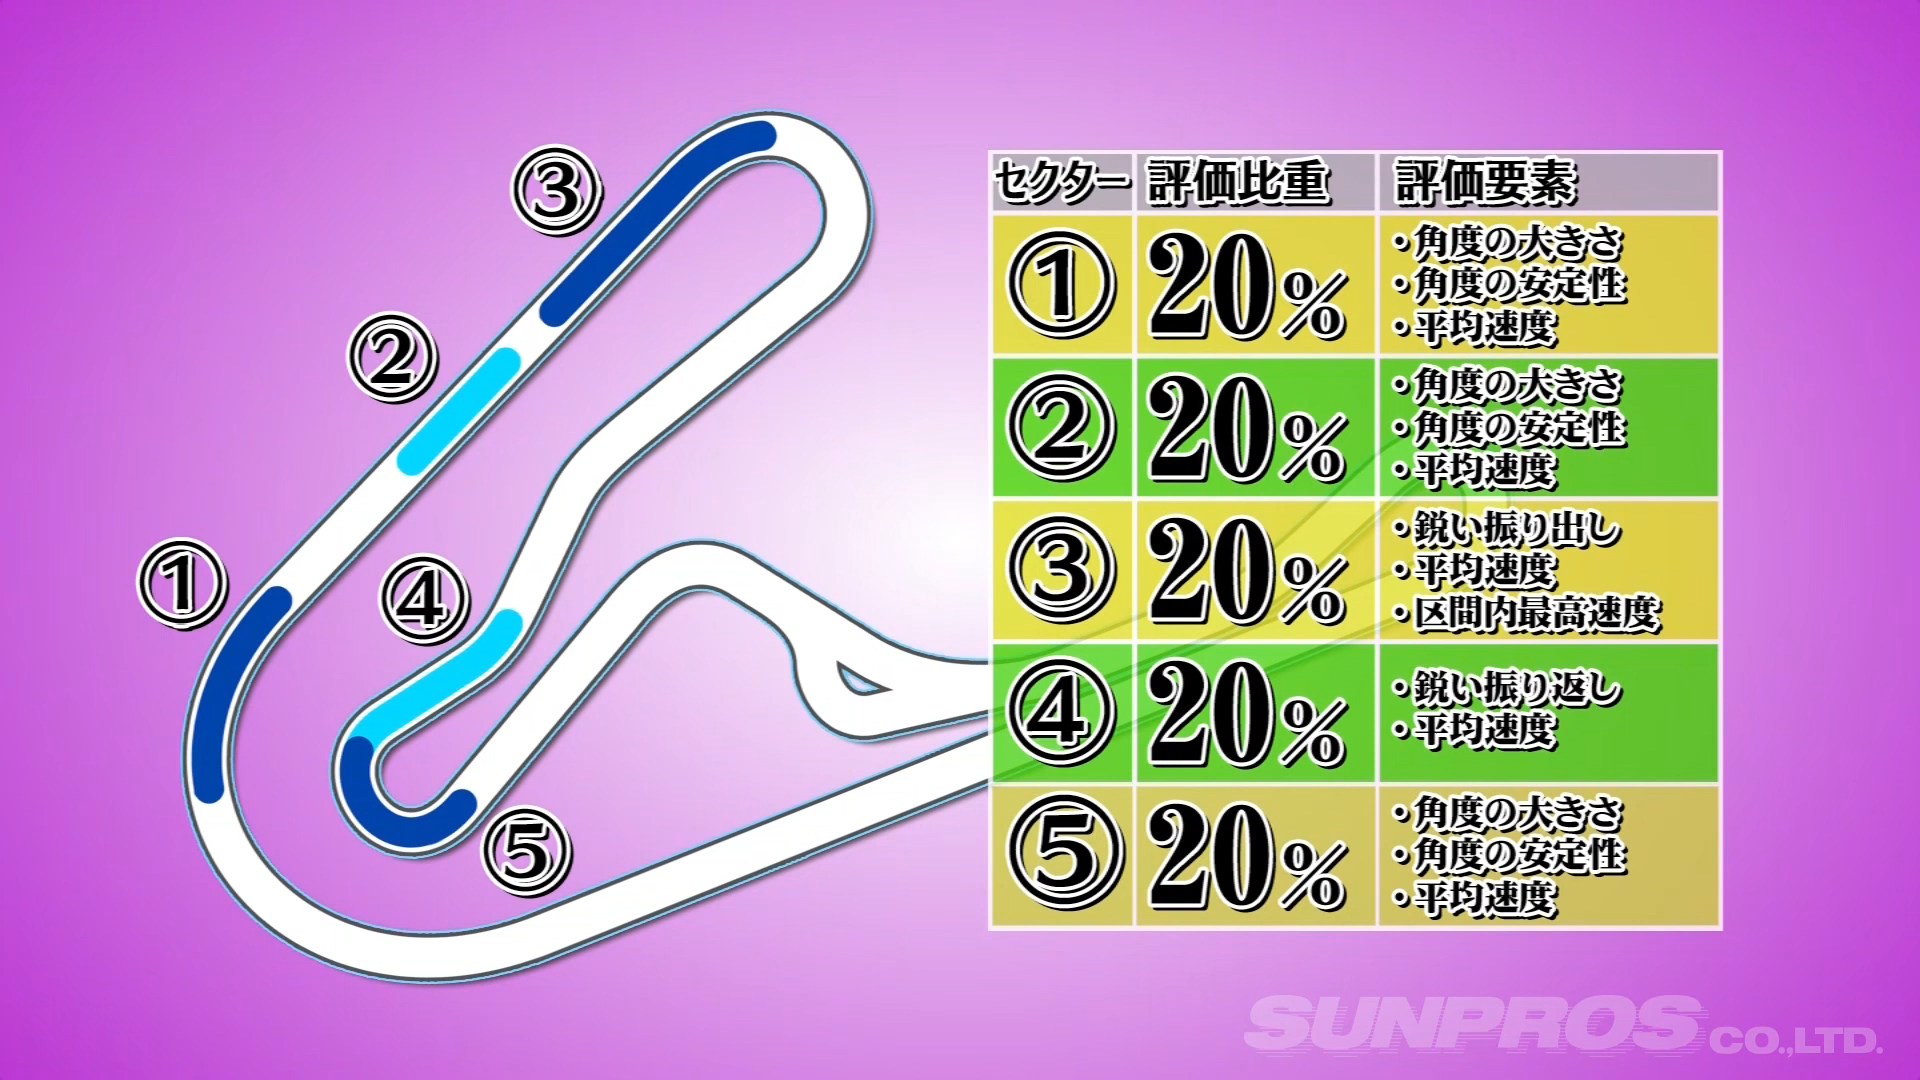 ③
②
①
④
⑤
セクター 評価比重 評価要素
① 20% ・角度の大きさ
・角度の安定性
・平均速度
② 20% ・角度の大きさ
・角度の安定性
・平均速度
③ 20% ・鋭い振り出し
・平均速度
・区間内最高速度
④ 20% ・鋭い振り返し
・平均速度
⑤ 20% ・角度の大きさ
・角度の安定性
・平均速度
SUNPROS CO.,LTD.